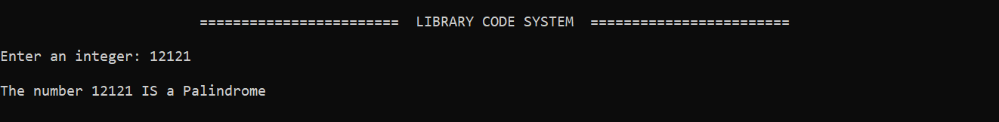 ========================  LIBRARY CODE SYSTEM  ========================
Enter an integer: 12121
The number 12121 IS a Palindrome